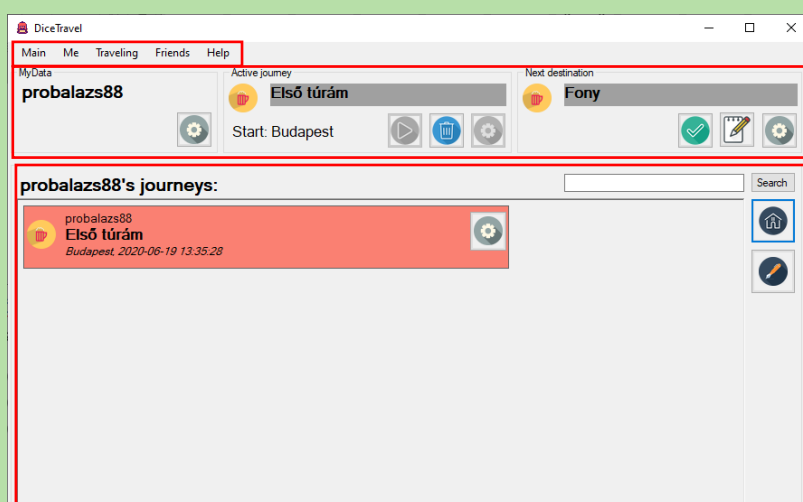 DiceTravel
Main Me Traveling Friends Help
MyData
probalazs88
Active journey
Első túrám
Start: Budapest
Next destination
Fony
probalazs88's journeys:
Search
probalazs88
Első túrám
Budapest, 2020-06-19 13:35:28